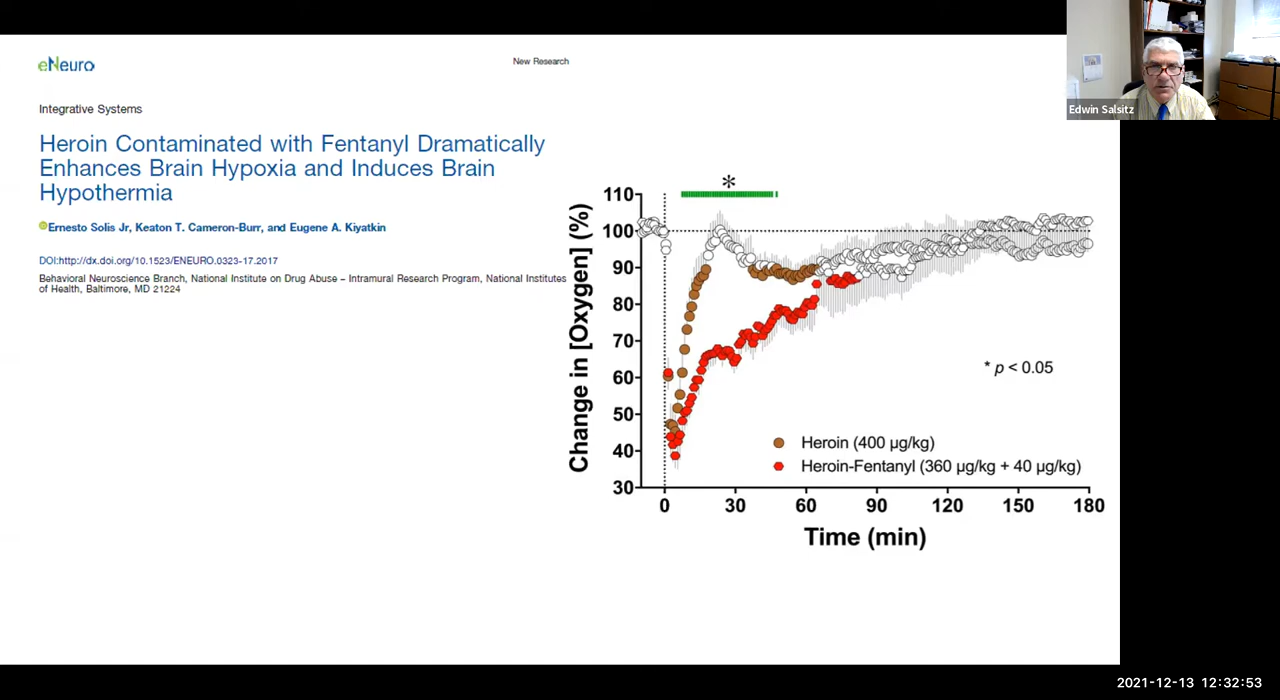 eNeuro
New Research
Integrative Systems
Heroin Contaminated with Fentanyl Dramatically
Enhances Brain Hypoxia and Induces Brain
Hypothermia
Ernesto Solis Jr, Keaton T. Cameron-Burr, and Eugene A. Kiyatkin
DOI:http://dx.doi.org/10.1523/ENEURO.0323-17.2017
Behavioral Neuroscience Branch, National Institute on Drug Abuse – Intramural Research Program, National Institutes
of Health, Baltimore, MD 21224
Edwin Salsitz
*
110
100
90
80
70
60
50
40
30
Change in [Oxygen] (%)
* p < 0.05
Heroin (400 µg/kg)
Heroin-Fentanyl (360 µg/kg + 40 µg/kg)
0 30 60 90 120 150 180
Time (min)
2021-12-13 12:32:53